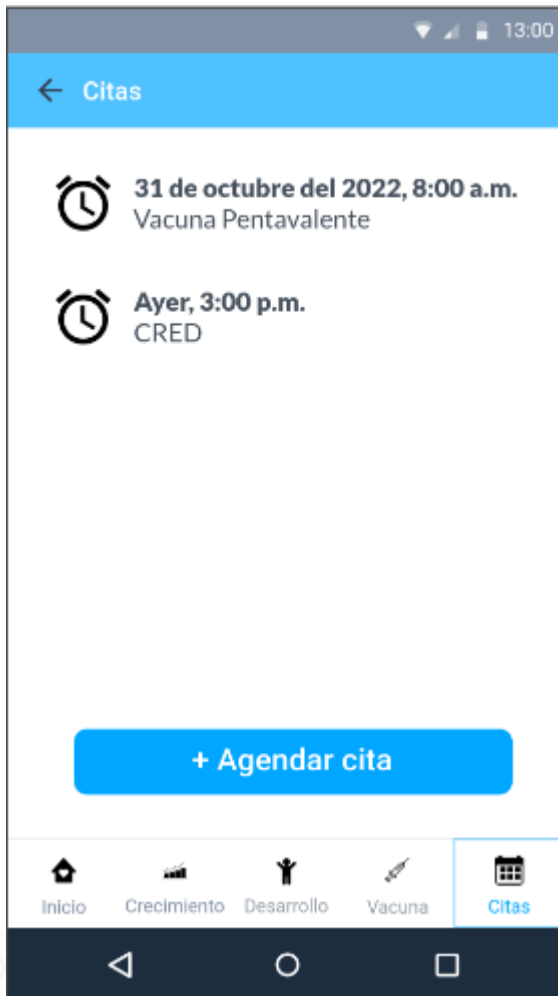 13:00
Citas
31 de octubre del 2022, 8:00 a.m.
Vacuna Pentavalente
Ayer, 3:00 p.m.
CRED
+ Agendar cita
Inicio Crecimiento Desarrollo Vacuna Citas